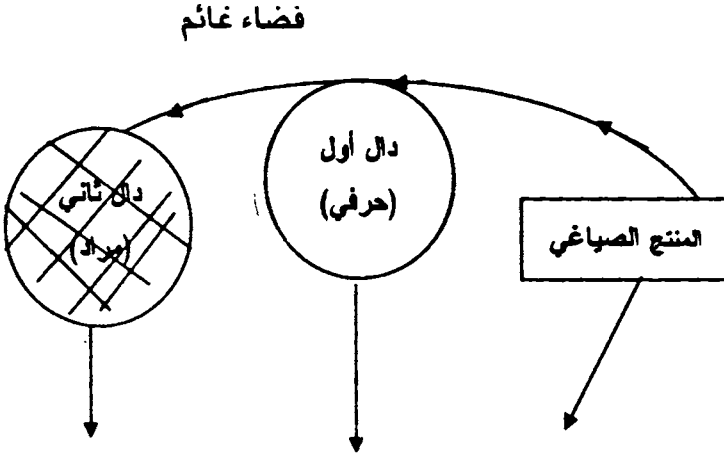 فضاء غائم
المنتج الصياغي
دال أول
(حرفي)
دال ثاني
(مراد)